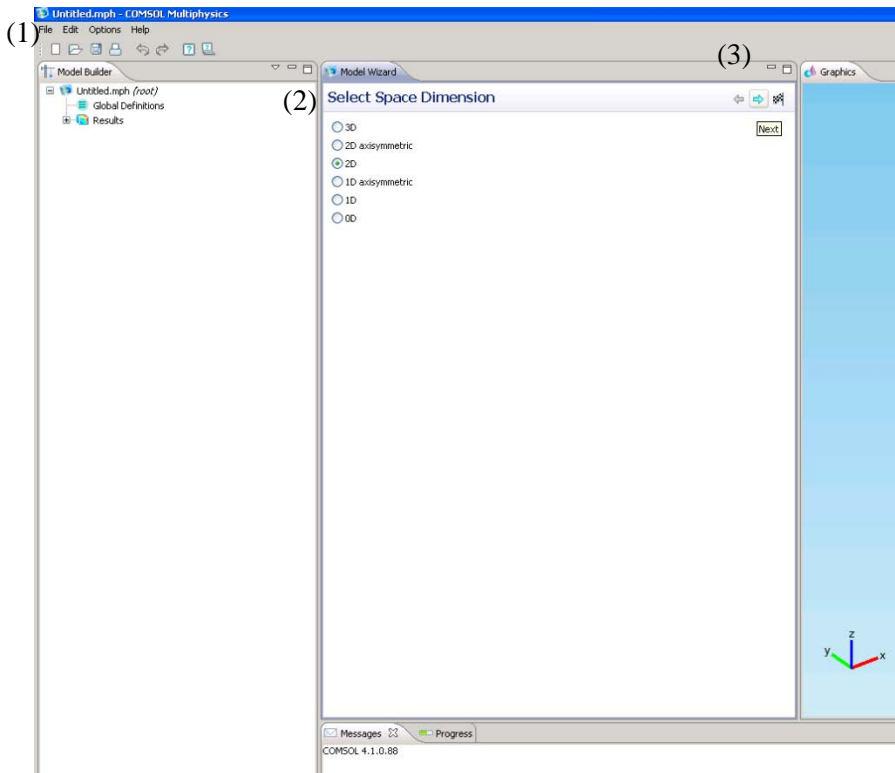 Untitled.mph - COMSOL Multiphysics
(1)
File Edit Options Help
(3)
Model Builder
Model Wizard
Graphics
Untitled.mph (root)
Global Definitions
Results
(2)
Select Space Dimension
Next
3D
2D axisymmetric
2D
1D axisymmetric
1D
0D
z
y
x
Messages
Progress
COMSOL 4.1.0.88